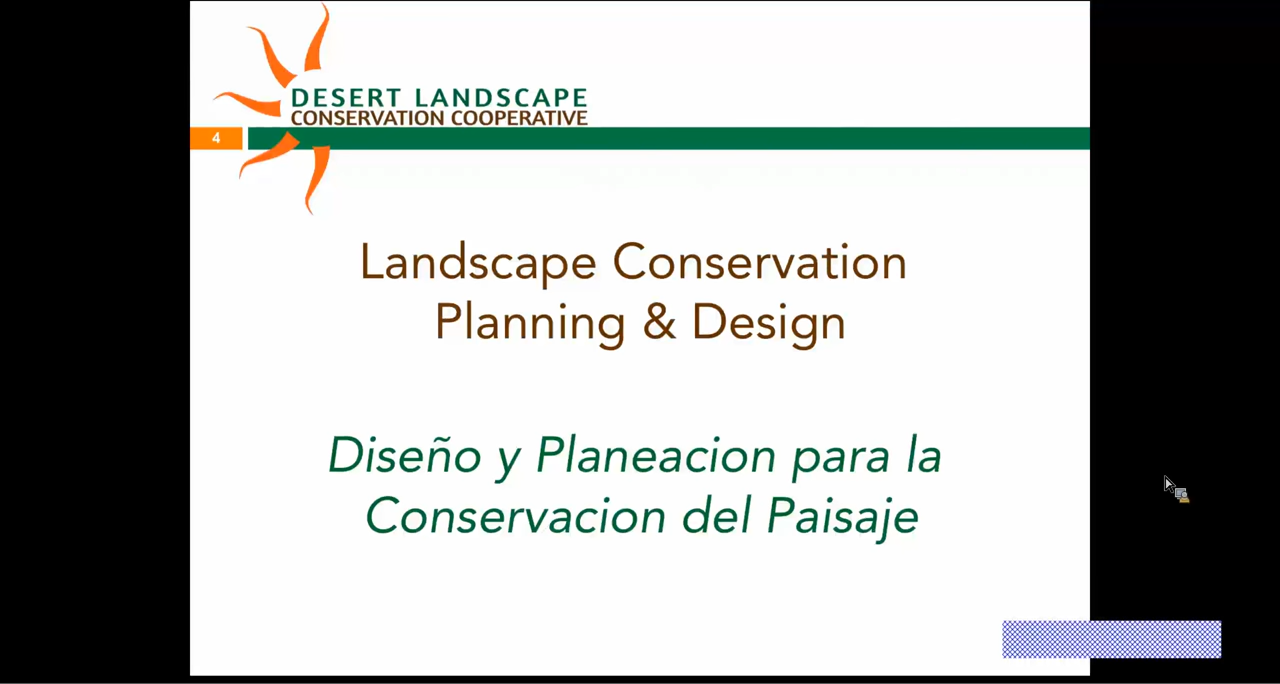 DESERT LANDSCAPE
CONSERVATION COOPERATIVE
4
Landscape Conservation
Planning & Design
Diseño y Planeacion para la
Conservacion del Paisaje